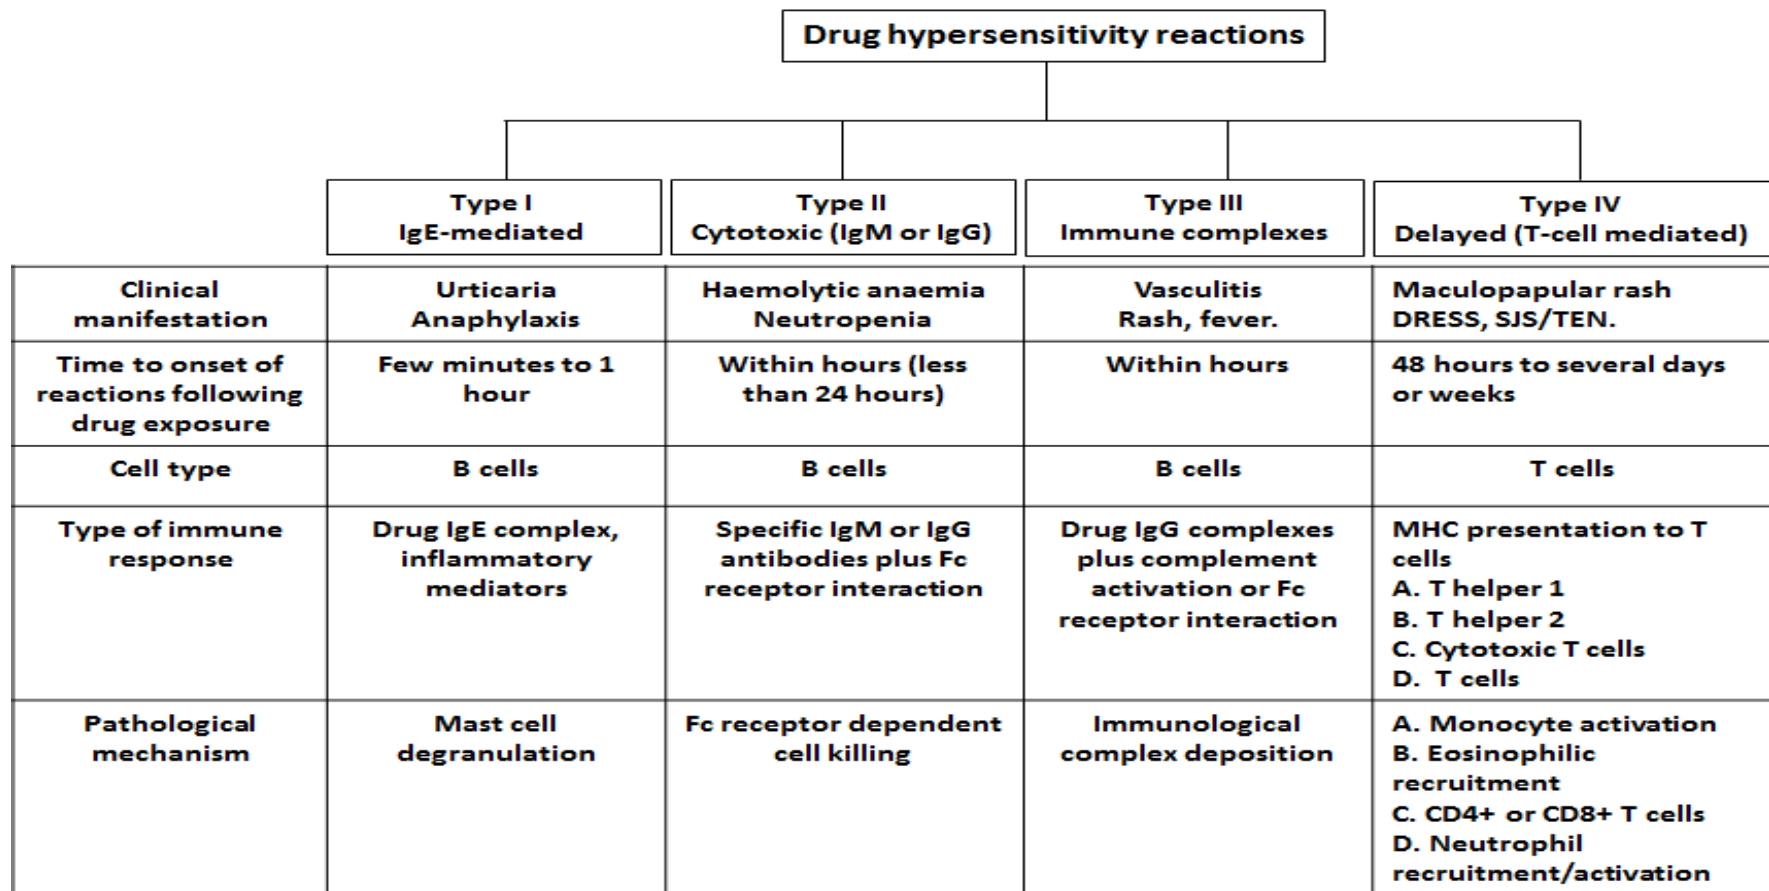 Drug hypersensitivity reactions
Type I
IgE-mediated
Type II
Cytotoxic (IgM or IgG)
Type III
Immune complexes
Type IV
Delayed (T-cell mediated)
Clinical
manifestation
Urticaria
Anaphylaxis
Haemolytic anaemia
Neutropenia
Vasculitis
Rash, fever.
Maculopapular rash
DRESS, SJS/TEN.
Time to onset of
reactions following
drug exposure
Few minutes to 1
hour
Within hours (less
than 24 hours)
Within hours
48 hours to several days
or weeks
Cell type
B cells
B cells
B cells
T cells
Type of immune
response
Drug IgE complex,
inflammatory
mediators
Specific IgM or IgG
antibodies plus Fc
receptor interaction
Drug IgG complexes
plus complement
activation or Fc
receptor interaction
MHC presentation to T
cells
A. T helper 1
B. T helper 2
C. Cytotoxic T cells
D. T cells
Pathological
mechanism
Mast cell
degranulation
Fc receptor dependent
cell killing
Immunological
complex deposition
A. Monocyte activation
B. Eosinophilic
recruitment
C. CD4+ or CD8+ T cells
D. Neutrophil
recruitment/activation